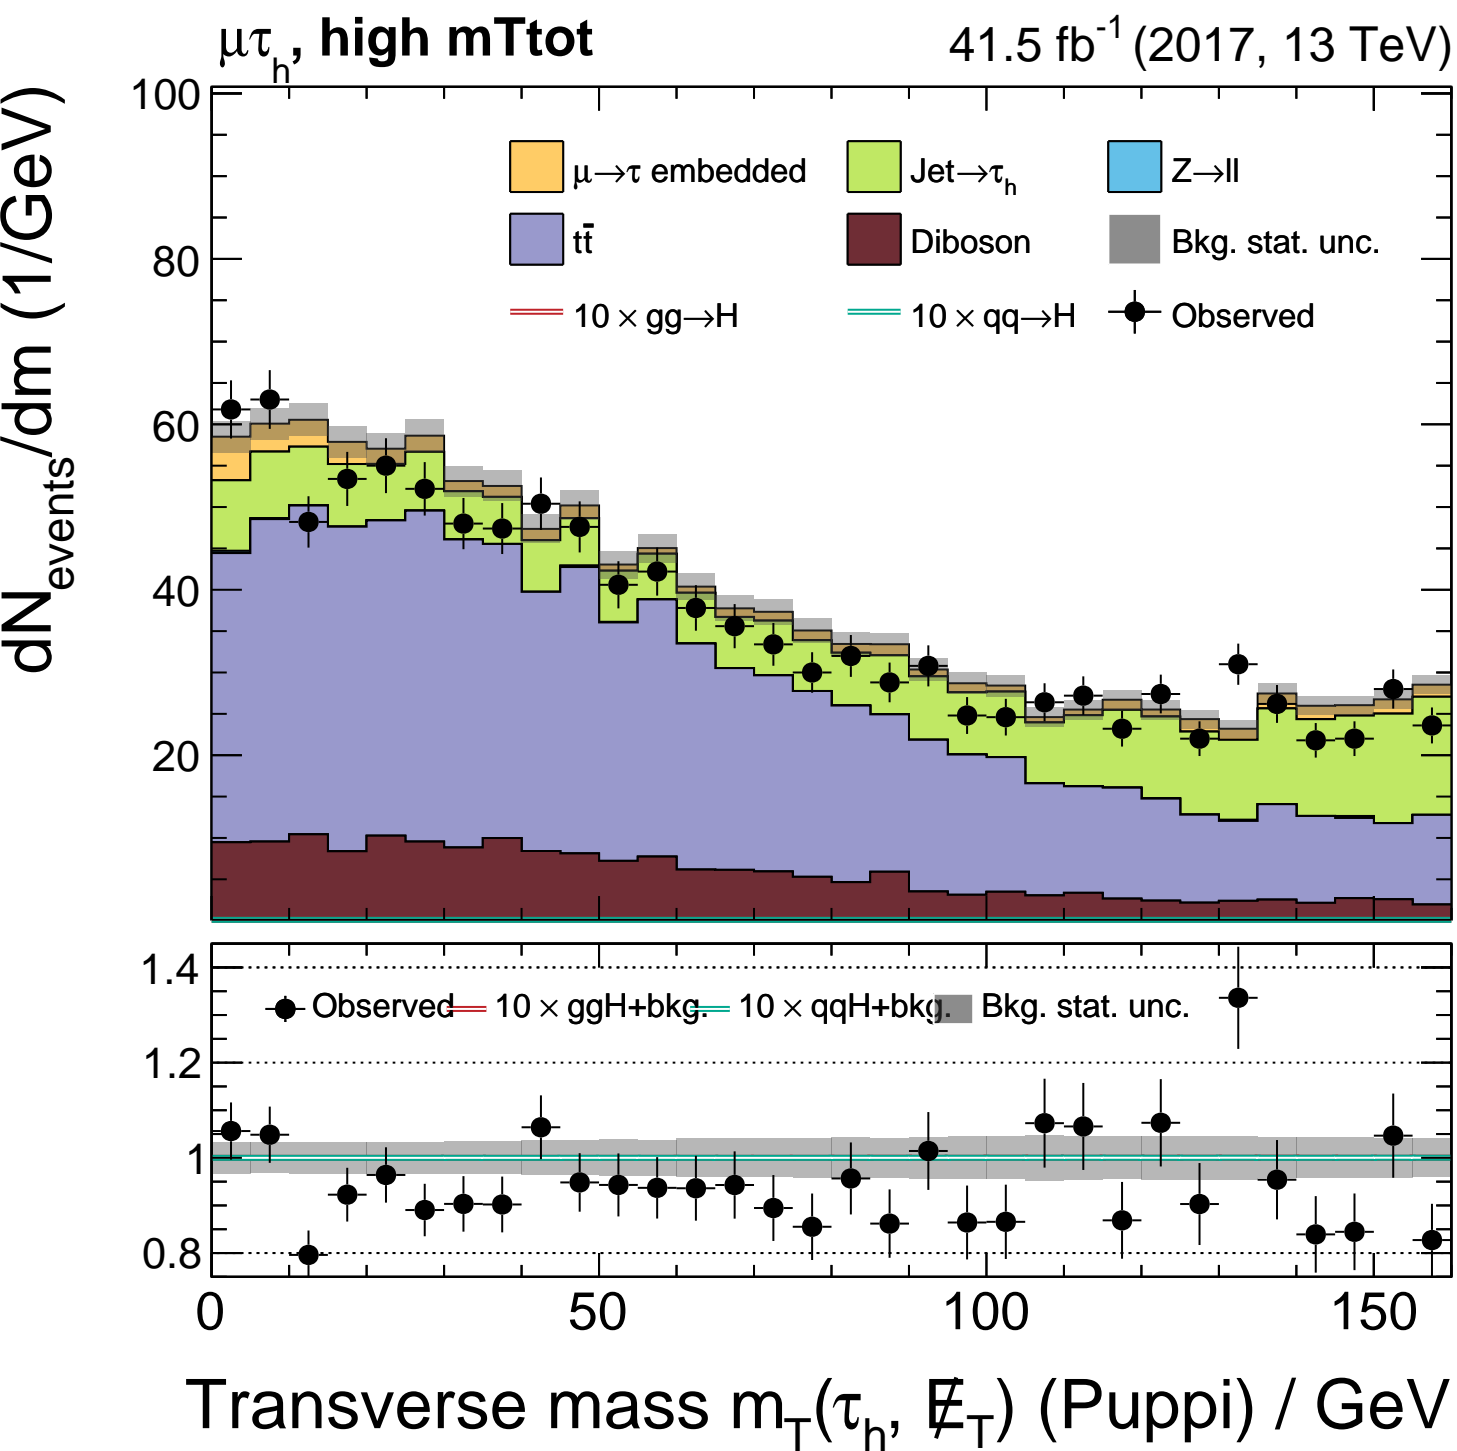 μτh, high mTtot 41.5 fb-1 (2017, 13 TeV)
dNevents/dm (1/GeV)
100
80
60
40
20
μ→τ embedded Jet→τh Z→ll
tt̄ Diboson Bkg. stat. unc.
10 × gg→H 10 × qq→H Observed
1.4
1.2
1
0.8
Observed 10 × ggH+bkg. 10 × qqH+bkg. Bkg. stat. unc.
0 50 100 150
Transverse mass mT(τh, E̸T) (Puppi) / GeV